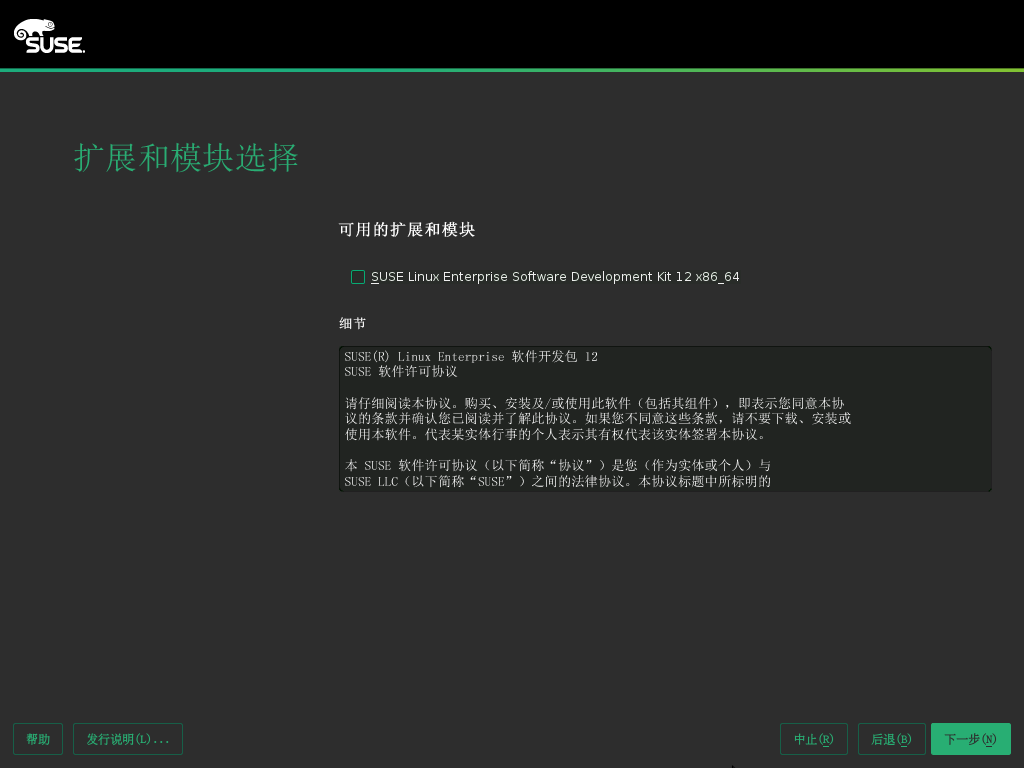 SUSE.
扩展和模块选择
可用的扩展和模块
SUSE Linux Enterprise Software Development Kit 12 x86_64
细节
SUSE(R) Linux Enterprise 软件开发包 12
SUSE 软件许可协议
请仔细阅读本协议。购买、安装及/或使用此软件（包括其组件），即表示您同意本协
议的条款并确认您已阅读并了解此协议。如果您不同意这些条款，请不要下载、安装或
使用本软件。代表某实体行事的个人表示其有权代表该实体签署本协议。
本 SUSE 软件许可协议（以下简称“协议”）是您（作为实体或个人）与
SUSE LLC（以下简称“SUSE”）之间的法律协议。本协议标题中所标明的
帮助 发行说明(L)... 中止(R) 后退(B) 下一步(N)